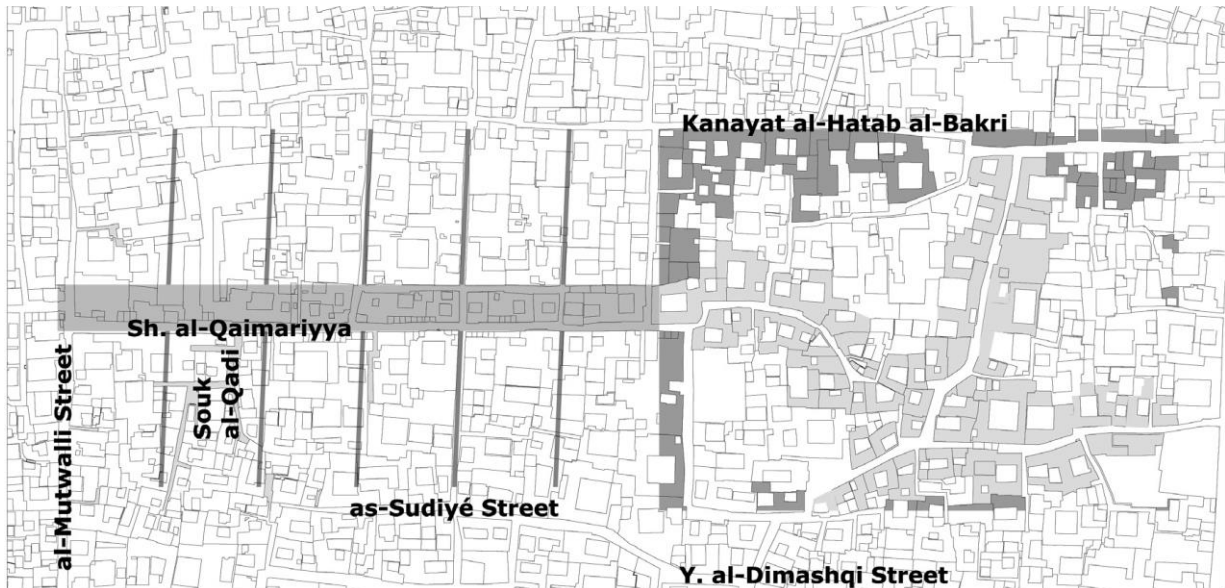 Kanayat al-Hatab al-Bakri
Sh. al-Qaimariyya
al-Mutwalli Street
Souk
al-Qadi
as-Sudiyé Street
Y. al-Dimashqi Street